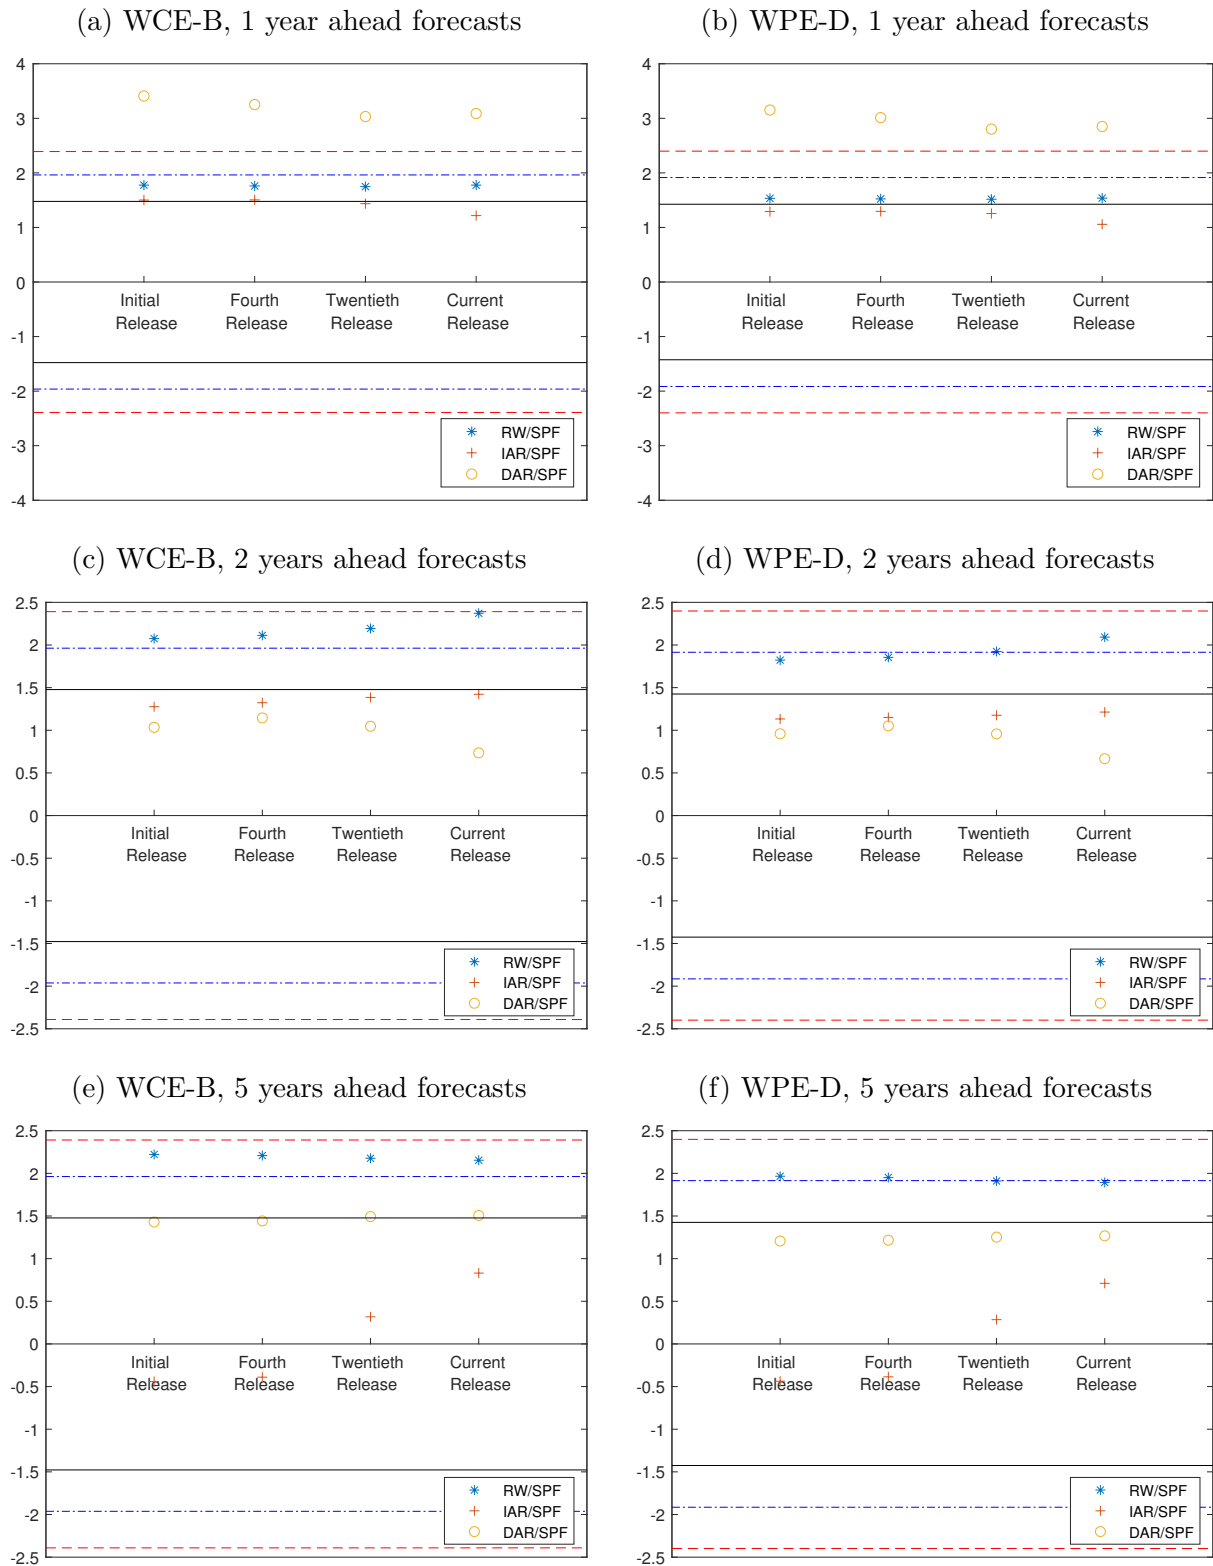 (a) WCE-B, 1 year ahead forecasts
4
3
2
1
0
-1
-2
-3
-4
Initial Release
Fourth Release
Twentieth Release
Current Release
RW/SPF
IAR/SPF
DAR/SPF
(b) WPE-D, 1 year ahead forecasts
4
3
2
1
0
-1
-2
-3
-4
Initial Release
Fourth Release
Twentieth Release
Current Release
RW/SPF
IAR/SPF
DAR/SPF
(c) WCE-B, 2 years ahead forecasts
2.5
2
1.5
1
0.5
0
-0.5
-1
-1.5
-2
-2.5
Initial Release
Fourth Release
Twentieth Release
Current Release
RW/SPF
IAR/SPF
DAR/SPF
(d) WPE-D, 2 years ahead forecasts
2.5
2
1.5
1
0.5
0
-0.5
-1
-1.5
-2
-2.5
Initial Release
Fourth Release
Twentieth Release
Current Release
RW/SPF
IAR/SPF
DAR/SPF
(e) WCE-B, 5 years ahead forecasts
2.5
2
1.5
1
0.5
0
-0.5
-1
-1.5
-2
-2.5
Initial Release
Fourth Release
Twentieth Release
Current Release
RW/SPF
IAR/SPF
DAR/SPF
(f) WPE-D, 5 years ahead forecasts
2.5
2
1.5
1
0.5
0
-0.5
-1
-1.5
-2
-2.5
Initial Release
Fourth Release
Twentieth Release
Current Release
RW/SPF
IAR/SPF
DAR/SPF